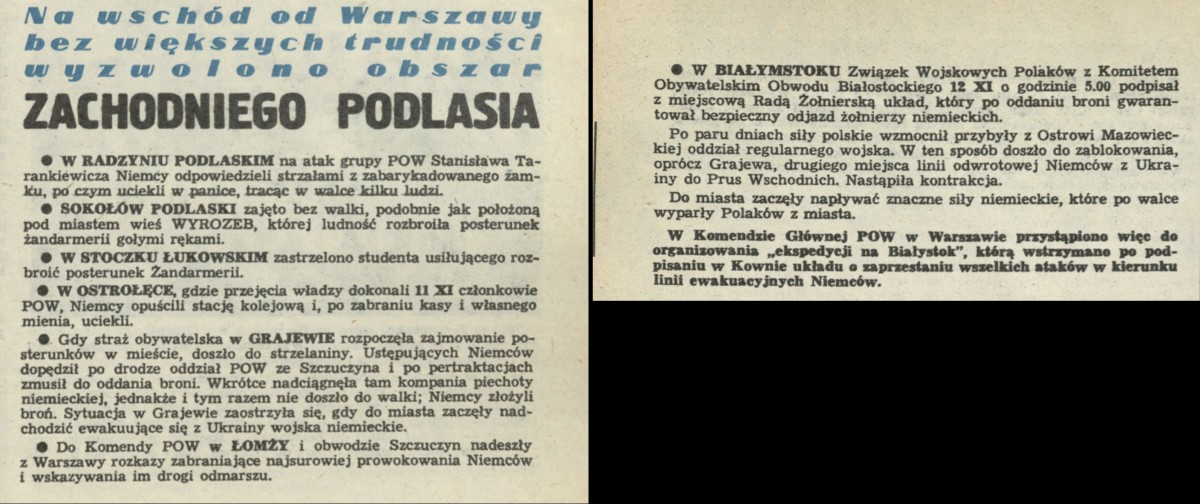 Na wschód od Warszawy
bez większych trudności
wyzwolono obszar
ZACHODNIEGO PODLASIA
● W RADZYNIU PODLASKIM na atak grupy POW Stanisława Ta-
rankiewicza Niemcy odpowiedzieli strzałami z zabarykadowanego zam-
ku, po czym uciekli w panice, tracąc w walce kilku ludzi.
● SOKOŁÓW PODLASKI zajęto bez walki, podobnie jak położoną
pod miastem wieś WYROZEB, której ludność rozbroiła posterunek
żandarmerii gołymi rękami.
● W STOCZKU ŁUKOWSKIM zastrzelono studenta usiłującego roz-
broić posterunek Żandarmerii.
● W OSTROŁĘCE, gdzie przejęcia władzy dokonali 11 XI członkowie
POW, Niemcy opuścili stację kolejową i, po zabraniu kasy i własnego
mienia, uciekli.
● Gdy straż obywatelska w GRAJEWIE rozpoczęła zajmowanie po-
sterunków w mieście, doszło do strzelaniny. Ustępujących Niemców
dopędził po drodze oddział POW ze Szczuczyna i po pertraktacjach
zmusił do oddania broni. Wkrótce nadciągnęła tam kompania piechoty
niemieckiej, jednakże i tym razem nie doszło do walki; Niemcy złożyli
broń. Sytuacja w Grajewie zaostrzyła się, gdy do miasta zaczęły nad-
chodzić ewakuujące się z Ukrainy wojska niemieckie.
● Do Komendy POW w ŁOMŻY i obwodzie Szczuczyn nadeszły
z Warszawy rozkazy zabraniające najsurowiej prowokowania Niemców
i wskazywania im drogi odmarszu.
● W BIAŁYMSTOKU Związek Wojskowych Polaków z Komitetem
Obywatelskim Obwodu Białostockiego 12 XI o godzinie 5.00 podpisał
z miejscową Radą Żołnierską układ, który po oddaniu broni gwaran-
tował bezpieczny odjazd żołnierzy niemieckich.
Po paru dniach siły polskie wzmocnił przybyły z Ostrowi Mazowiec-
kiej oddział regularnego wojska. W ten sposób doszło do zablokowania,
oprócz Grajewa, drugiego miejsca linii odwrotowej Niemców z Ukra-
iny do Prus Wschodnich. Nastąpiła kontrakcja.
Do miasta zaczęły napływać znaczne siły niemieckie, które po walce
wyparły Polaków z miasta.
W Komendzie Głównej POW w Warszawie przystąpiono więc do
organizowania „ekspedycji na Białystok”, którą wstrzymano po pod-
pisaniu w Kownie układu o zaprzestaniu wszelkich ataków w kierunku
linii ewakuacyjnych Niemców.